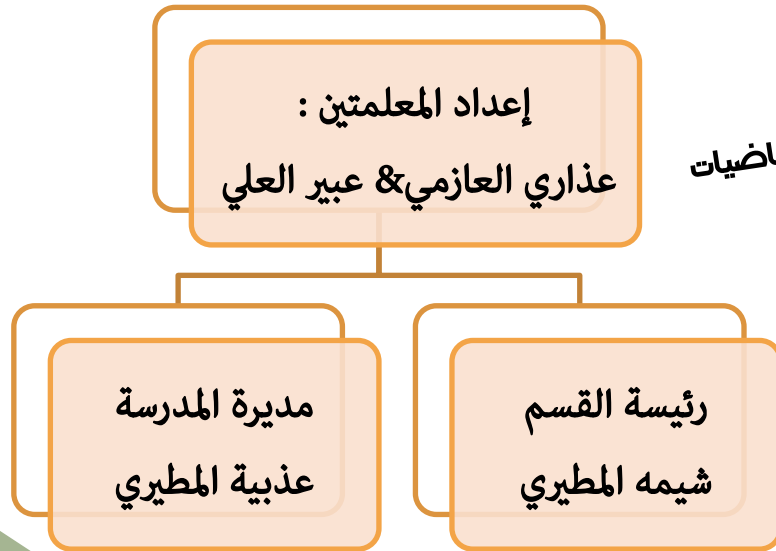 إعداد المعلمتين :
عذاري العازمي& عبير العلي
رئيسة القسم
شيمه المطيري
مديرة المدرسة
عذبية المطيري